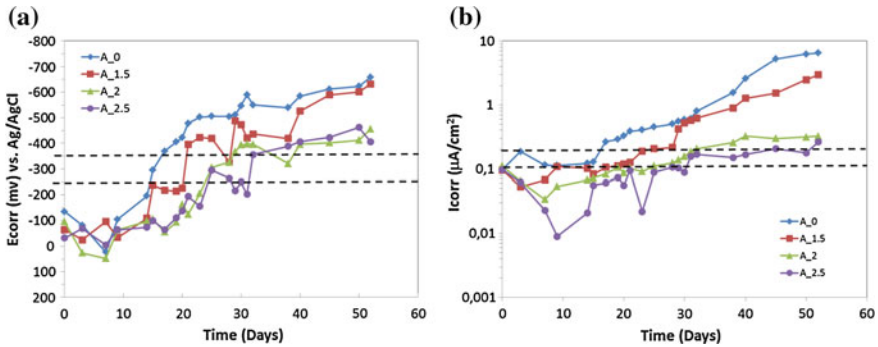 (a)
-800
-700
-600
-500
-400
-300
-200
-100
0
100
200
Ecorr (mv) vs. Ag/AgCl
A_0
A_1.5
A_2
A_2.5
0 10 20 30 40 50 60
Time (Days)
(b)
10
1
0,1
0,01
0,001
Icorr (µA/cm²)
A_0
A_1.5
A_2
A_2.5
0 10 20 30 40 50 60
Time (Days)